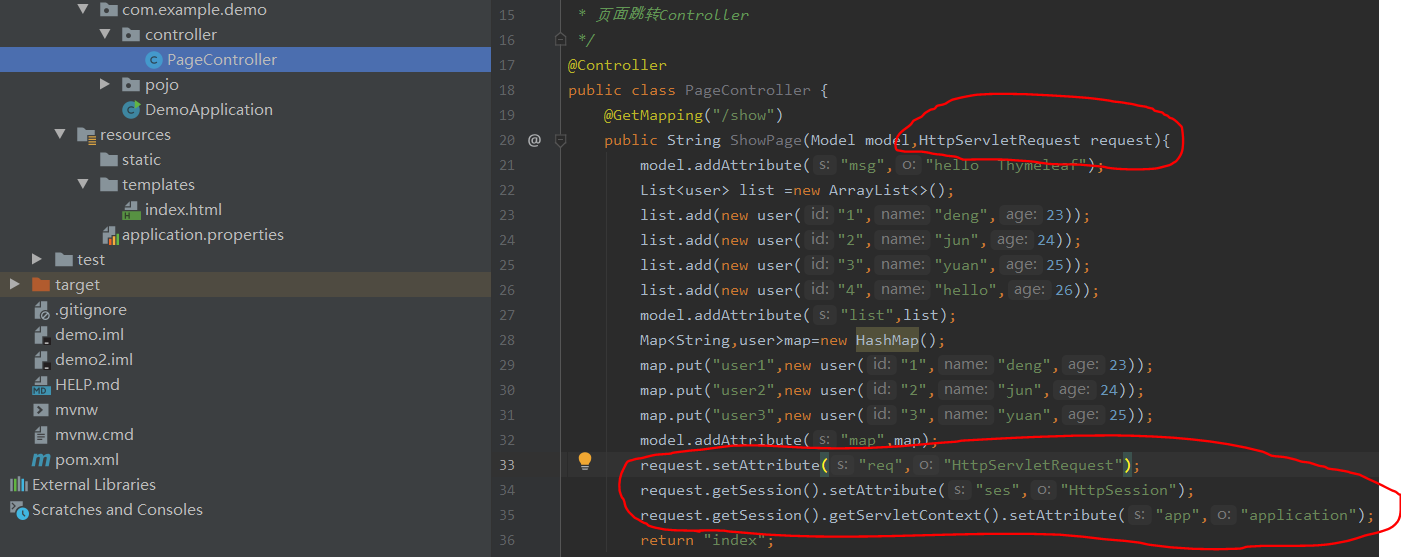 com.example.demo
controller
PageController
pojo
DemoApplication
resources
static
templates
index.html
application.properties
test
target
.gitignore
demo.iml
demo2.iml
HELP.md
mvnw
mvnw.cmd
pom.xml
External Libraries
Scratches and Consoles
15 * 页面跳转Controller
16 */
17 @Controller
18 public class PageController {
19 @GetMapping("/show")
20 @ public String ShowPage(Model model,HttpServletRequest request){
21 model.addAttribute( s: "msg", o: "hello  Thymeleaf");
22 List<user> list =new ArrayList<>();
23 list.add(new user( id: "1", name: "deng", age: 23));
24 list.add(new user( id: "2", name: "jun", age: 24));
25 list.add(new user( id: "3", name: "yuan", age: 25));
26 list.add(new user( id: "4", name: "hello", age: 26));
27 model.addAttribute( s: "list",list);
28 Map<String,user>map=new HashMap();
29 map.put("user1",new user( id: "1", name: "deng", age: 23));
30 map.put("user2",new user( id: "2", name: "jun", age: 24));
31 map.put("user3",new user( id: "3", name: "yuan", age: 25));
32 model.addAttribute( s: "map",map);
33 request.setAttribute( s: "req", o: "HttpServletRequest");
34 request.getSession().setAttribute( s: "ses", o: "HttpSession");
35 request.getSession().getServletContext().setAttribute( s: "app", o: "application");
36 return "index";